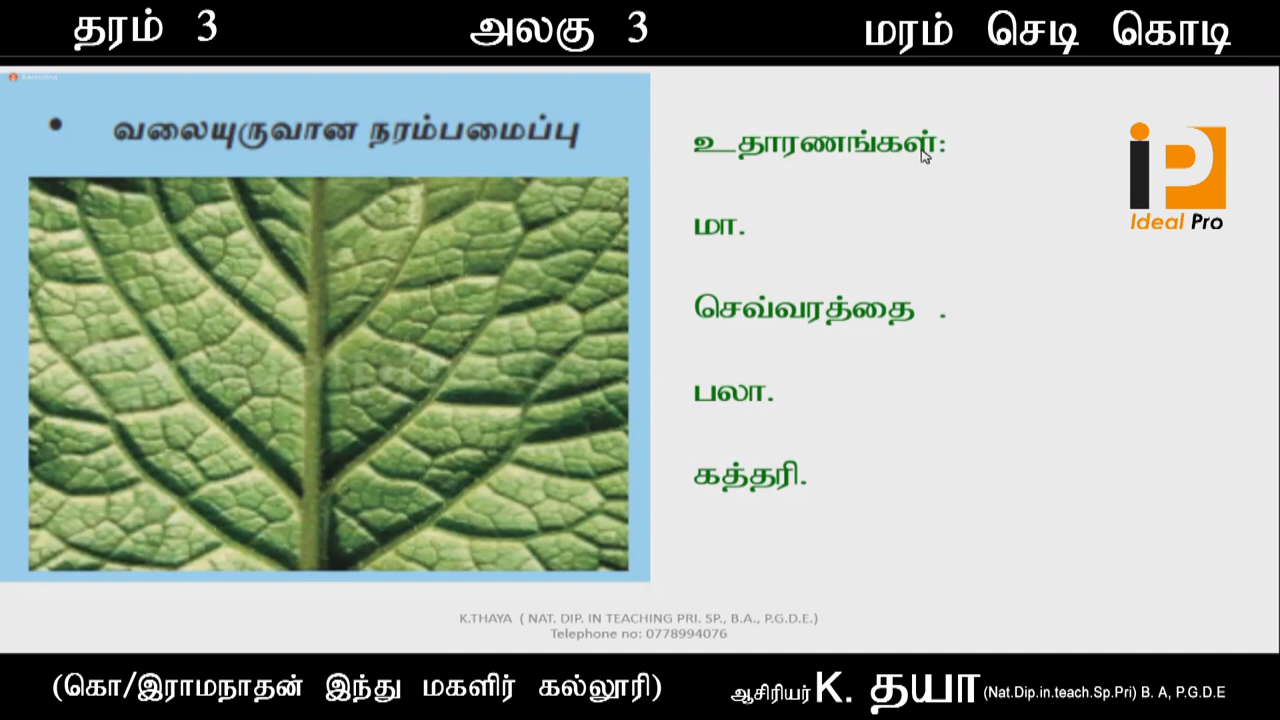 தரம் 3 அலகு 3 மரம் செடி கொடி
• வலையுருவான நரம்பமைப்பு
உதாரணங்கள்:
மா.
செவ்வரத்தை .
பலா.
கத்தரி.
iP
Ideal Pro
K.THAYA ( NAT. DIP. IN TEACHING PRI. SP., B.A., P.G.D.E.)
Telephone no: 0778994076
(கொ/இராமநாதன் இந்து மகளிர் கல்லூரி) ஆசிரியர் K. தயா (Nat.Dip.in.teach.Sp.Pri) B. A, P.G.D.E